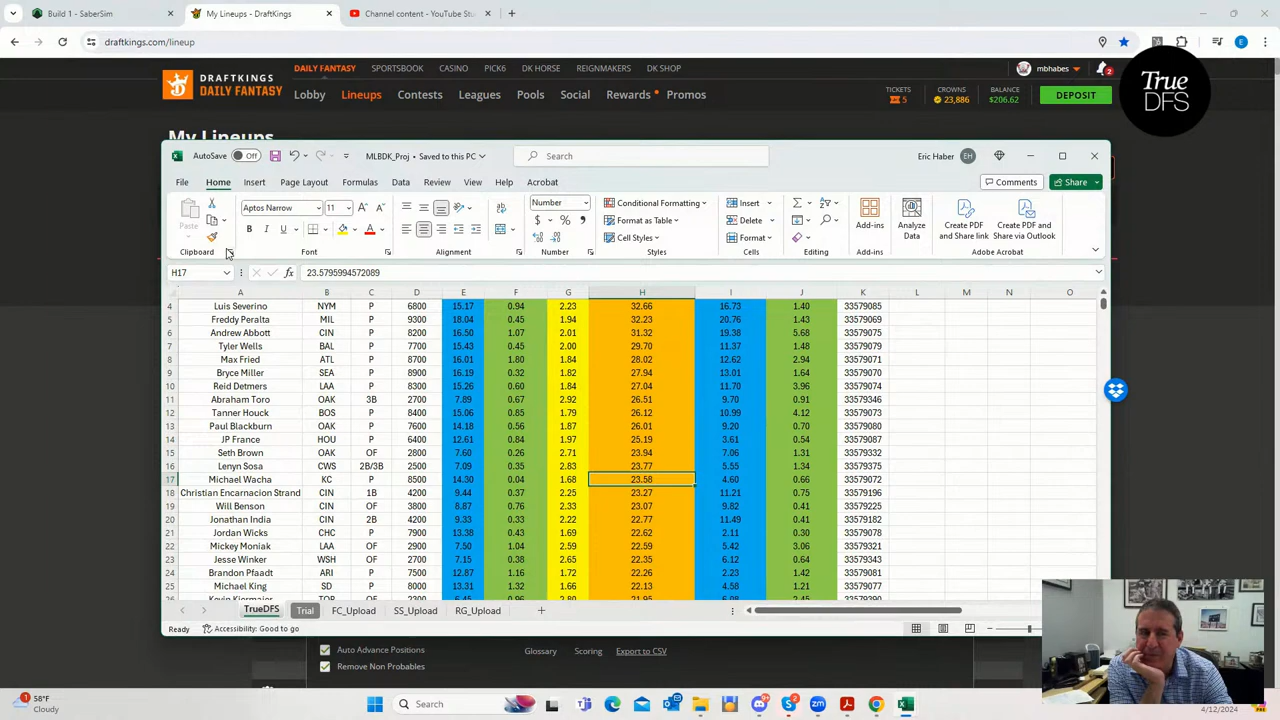 Build 1 - SaberSim
My Lineups - DraftKings
Channel content - YouTube Stu
draftkings.com/lineup
DRAFTKINGS DAILY FANTASY
DAILY FANTASY SPORTSBOOK CASINO PICK6 DK HORSE REIGNMAKERS DK SHOP
mbhabes 2
Lobby Lineups Contests Leagues Pools Social Rewards Promos
TICKETS 5 CROWNS 23,886 BALANCE $206.62 DEPOSIT
True DFS
My Lineups
AutoSave Off MLBDK_Proj • Saved to this PC Search Eric Haber EH
File Home Insert Page Layout Formulas Data Review View Help Acrobat Comments Share
Paste Aptos Narrow 11 Number Conditional Formatting Insert
Format as Table Delete Add-ins Analyze Data Create PDF and Share link Create PDF and Share via Outlook
Cell Styles Format
Clipboard Font Alignment Number Styles Cells Editing Add-ins Adobe Acrobat
H17 23.5795994572089
A B C D E F G H I J K L M N O
4 Luis Severino NYM P 6800 15.17 0.94 2.23 32.66 16.73 1.40 33579085
5 Freddy Peralta MIL P 9300 18.04 0.45 1.94 32.23 20.76 1.43 33579069
6 Andrew Abbott CIN P 8200 16.50 1.07 2.01 31.32 19.38 5.68 33579075
7 Tyler Wells BAL P 7700 15.43 0.45 2.00 29.70 11.37 1.48 33579079
8 Max Fried ATL P 8700 16.01 1.80 1.84 28.02 12.62 2.94 33579071
9 Bryce Miller SEA P 8900 16.19 0.32 1.82 27.94 13.01 1.64 33579070
10 Reid Detmers LAA P 8300 15.26 0.60 1.84 27.04 11.70 3.96 33579074
11 Abraham Toro OAK 3B 2700 7.89 0.67 2.92 26.51 9.70 0.91 33579346
12 Tanner Houck BOS P 8400 15.06 0.85 1.79 26.12 10.99 4.12 33579073
13 Paul Blackburn OAK P 7600 14.18 0.56 1.87 26.01 9.20 0.70 33579080
14 JP France HOU P 6400 12.61 0.84 1.97 25.19 3.61 0.54 33579087
15 Seth Brown OAK OF 2800 7.60 0.26 2.71 23.94 7.06 1.31 33579332
16 Lenyn Sosa CWS 2B/3B 2500 7.09 0.35 2.83 23.77 5.55 1.34 33579375
17 Michael Wacha KC P 8500 14.30 0.04 1.68 23.58 4.60 0.66 33579072
18 Christian Encarnacion Strand CIN 1B 4200 9.44 0.37 2.25 23.27 11.21 0.75 33579196
19 Will Benson CIN OF 3800 8.87 0.76 2.33 23.07 9.82 0.41 33579225
20 Jonathan India CIN 2B 4200 9.33 0.33 2.22 22.77 11.49 0.41 33579182
21 Jordan Wicks CHC P 7900 13.38 0.43 1.69 22.62 2.11 0.30 33579078
22 Mickey Moniak LAA OF 2900 7.50 1.04 2.59 22.59 5.42 3.06 33579321
23 Jesse Winker WSH OF 2700 7.15 0.38 2.65 22.35 6.12 0.64 33579343
24 Brandon Pfaadt ARI P 7500 12.87 1.16 1.72 22.26 2.23 1.42 33579081
25 Michael King SD P 8000 13.31 1.32 1.66 22.13 4.58 1.21 33579077
TrueDFS Trial FC_Upload SS_Upload RG_Upload
Ready Accessibility: Good to go
Auto Advance Positions Glossary Scoring Export to CSV
Remove Non Probables
58°F
Cloudy
Search
4/12/2024